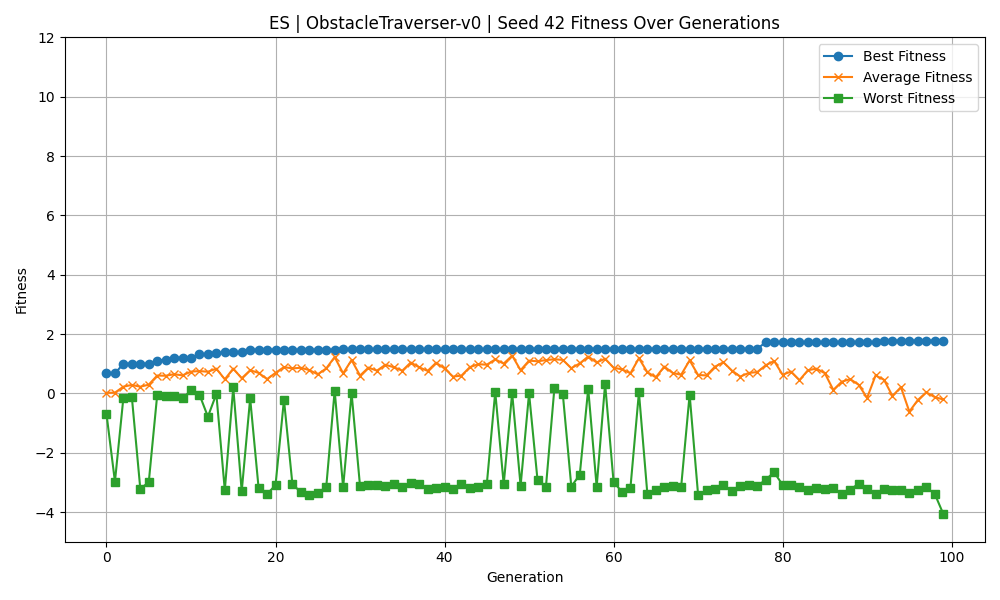 ES | ObstacleTraverser-v0 | Seed 42 Fitness Over Generations
Best Fitness
Average Fitness
Worst Fitness
12
10
8
6
4
2
0
−2
−4
Fitness
0 20 40 60 80 100
Generation